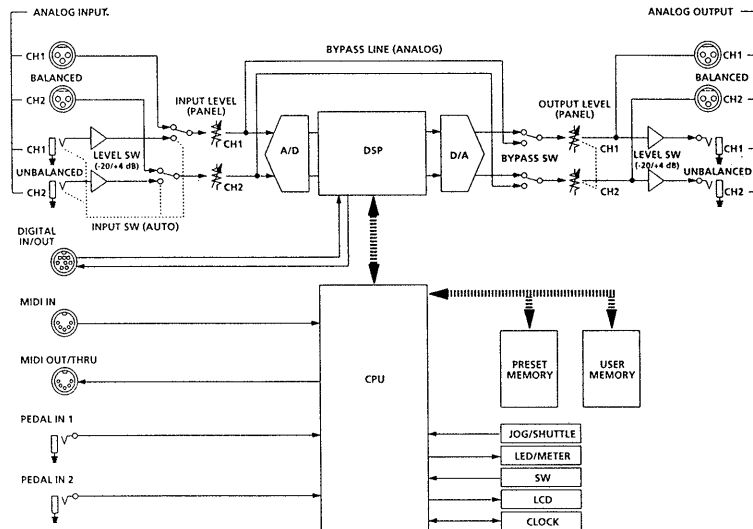 ANALOG INPUT.
ANALOG OUTPUT
CH1
BYPASS LINE (ANALOG)
CH1
BALANCED
BALANCED
CH2
INPUT LEVEL
(PANEL)
OUTPUT LEVEL
(PANEL)
CH2
CH1
A/D
DSP
D/A
CH1
CH1
LEVEL SW
(-20/+4 dB)
BYPASS SW
LEVEL SW
(-20/+4 dB)
CH1
UNBALANCED
UNBALANCED
CH2
CH2
CH2
CH2
INPUT SW (AUTO)
DIGITAL
IN/OUT
MIDI IN
MIDI OUT/THRU
CPU
PRESET
MEMORY
USER
MEMORY
PEDAL IN 1
JOG/SHUTTLE
LED/METER
PEDAL IN 2
SW
LCD
CLOCK